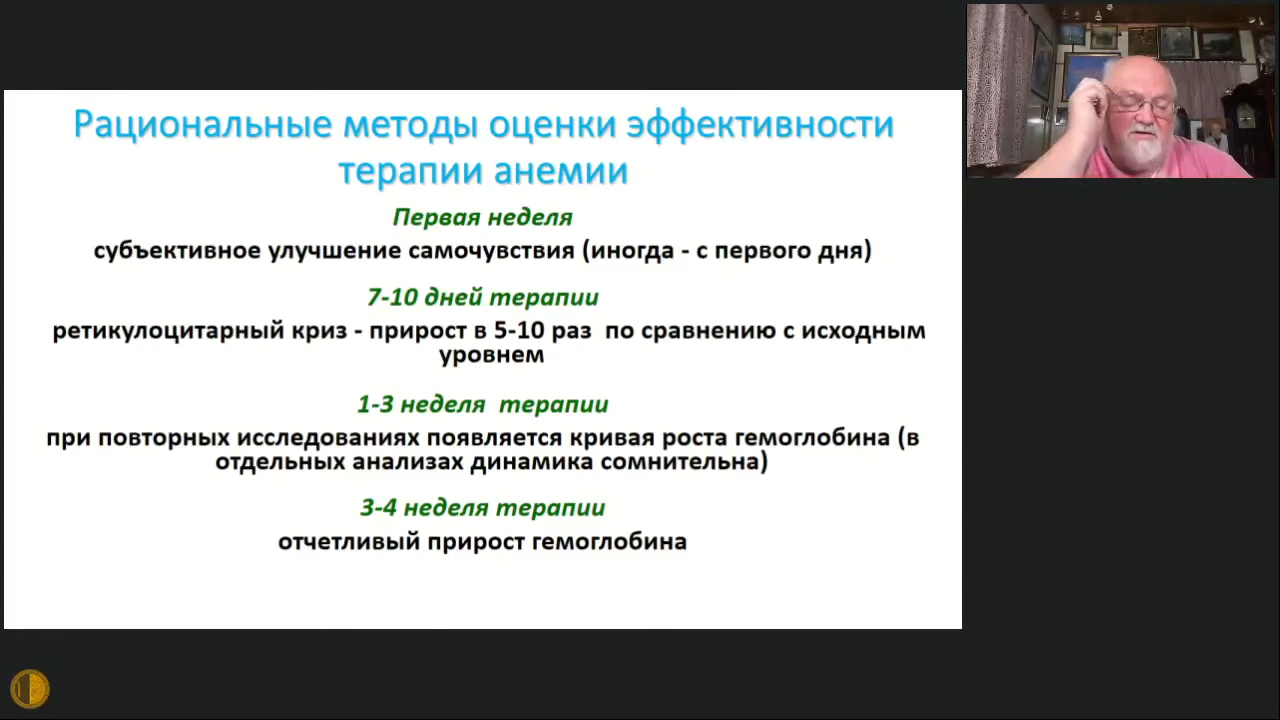 Рациональные методы оценки эффективности
терапии анемии
Первая неделя
субъективное улучшение самочувствия (иногда - с первого дня)
7-10 дней терапии
ретикулоцитарный криз - прирост в 5-10 раз по сравнению с исходным
уровнем
1-3 неделя терапии
при повторных исследованиях появляется кривая роста гемоглобина (в
отдельных анализах динамика сомнительна)
3-4 неделя терапии
отчетливый прирост гемоглобина